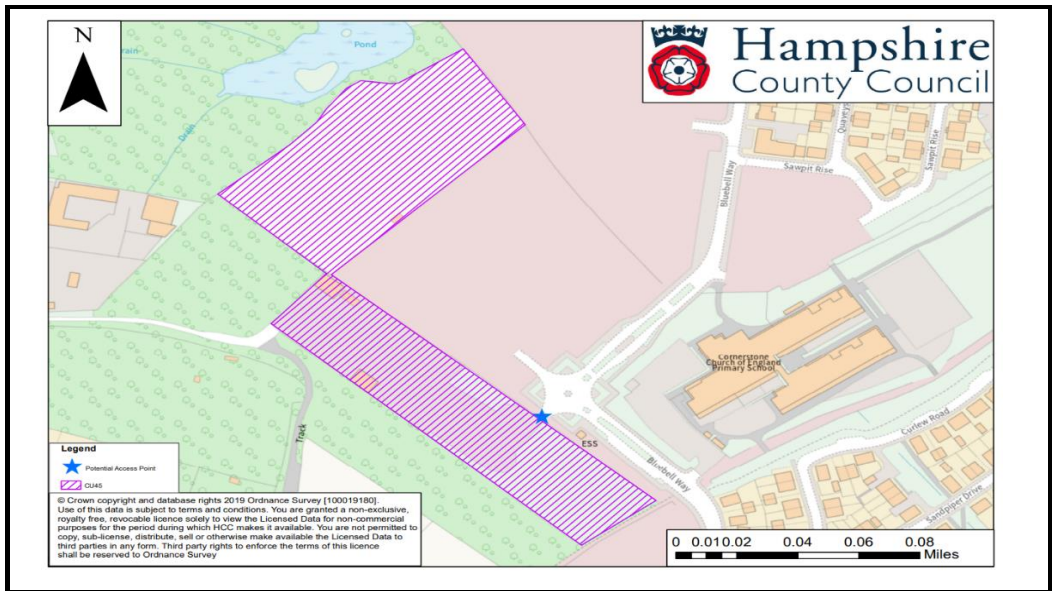 N
Hampshire
County Council
Drain
Pond
Drain
Quayeys
Sawpit Rise
Sawpit Rise
Bluebell Way
Cornerstone
Church of England
Primary School
Curlew Road
ESS
Bluebell Way
Sandpiper Drive
Track
Legend
Potential Access Point
CU45
© Crown copyright and database rights 2019 Ordnance Survey [100019180].
Use of this data is subject to terms and conditions. You are granted a non-exclusive,
royalty free, revocable licence solely to view the Licensed Data for non-commercial
purposes for the period during which HCC makes it available. You are not permitted to
copy, sub-license, distribute, sell or otherwise make available the Licensed Data to
third parties in any form. Third party rights to enforce the terms of this licence
shall be reserved to Ordnance Survey
0 0.01 0.02 0.04 0.06 0.08
Miles